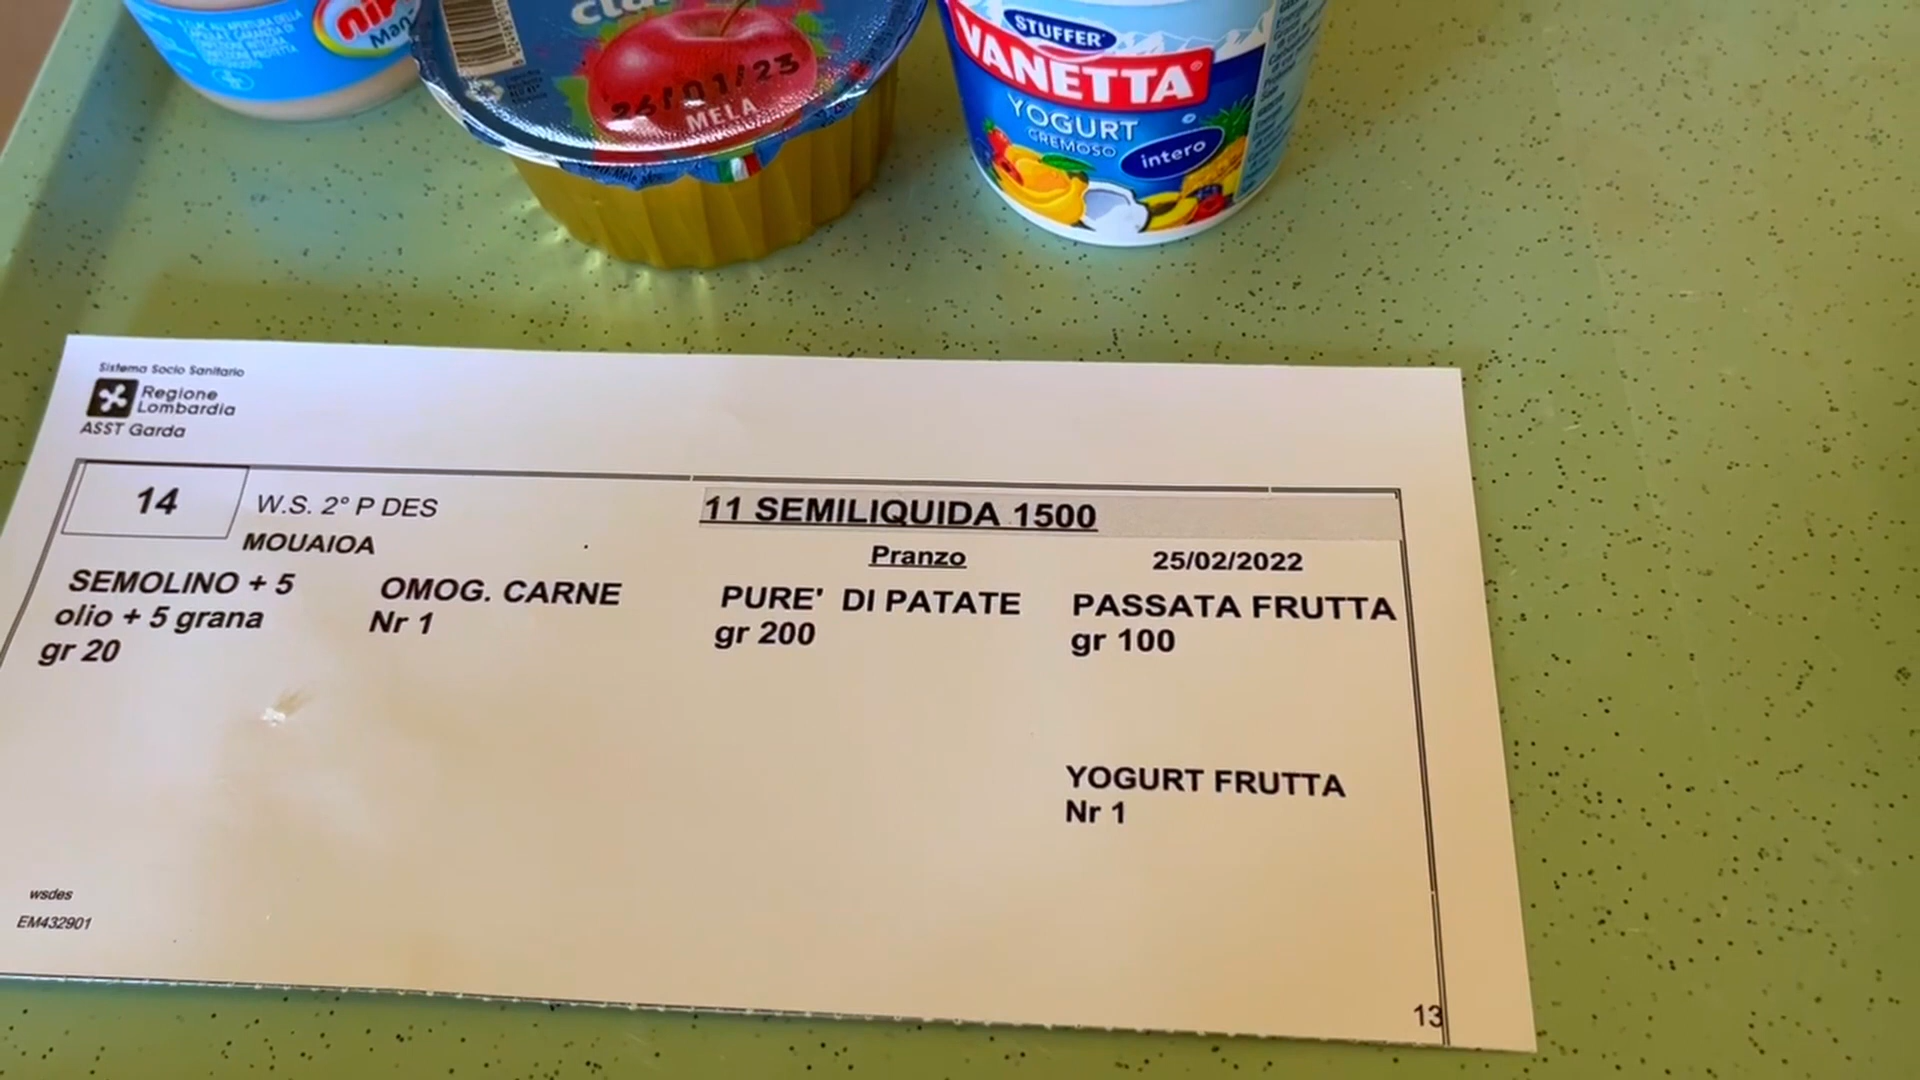 MELA
26/01/23
STUFFER
VANETTA
YOGURT
CREMOSO
intero
Sistema Socio Sanitario
Regione
Lombardia
ASST Garda
14
W.S. 2° P DES
11 SEMILIQUIDA 1500
MOUAIOA
Pranzo
25/02/2022
SEMOLINO + 5
olio + 5 grana
gr 20
OMOG. CARNE
Nr 1
PURE' DI PATATE
gr 200
PASSATA FRUTTA
gr 100
YOGURT FRUTTA
Nr 1
wsdes
EM432901
13